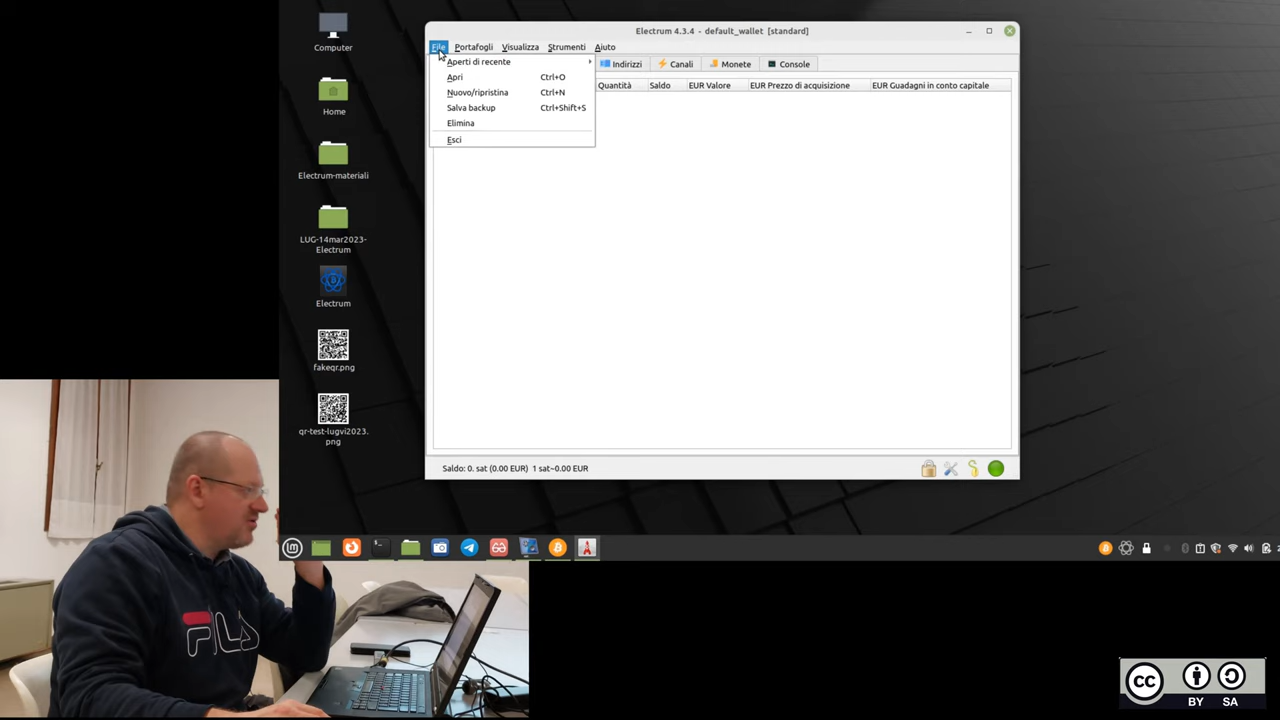 Computer
Home
Electrum-materiali
LUG-14mar2023-
Electrum
Electrum
fakeqr.png
qr-test-lugvi2023.
png
Electrum 4.3.4 - default_wallet [standard]
File Portafogli Visualizza Strumenti Aiuto
Aperti di recente
Apri Ctrl+O
Nuovo/ripristina Ctrl+N
Salva backup Ctrl+Shift+S
Elimina
Esci
Indirizzi Canali Monete Console
Quantità Saldo EUR Valore EUR Prezzo di acquisizione EUR Guadagni in conto capitale
Saldo: 0. sat (0.00 EUR) 1 sat~0.00 EUR
FILA
CC
BY SA